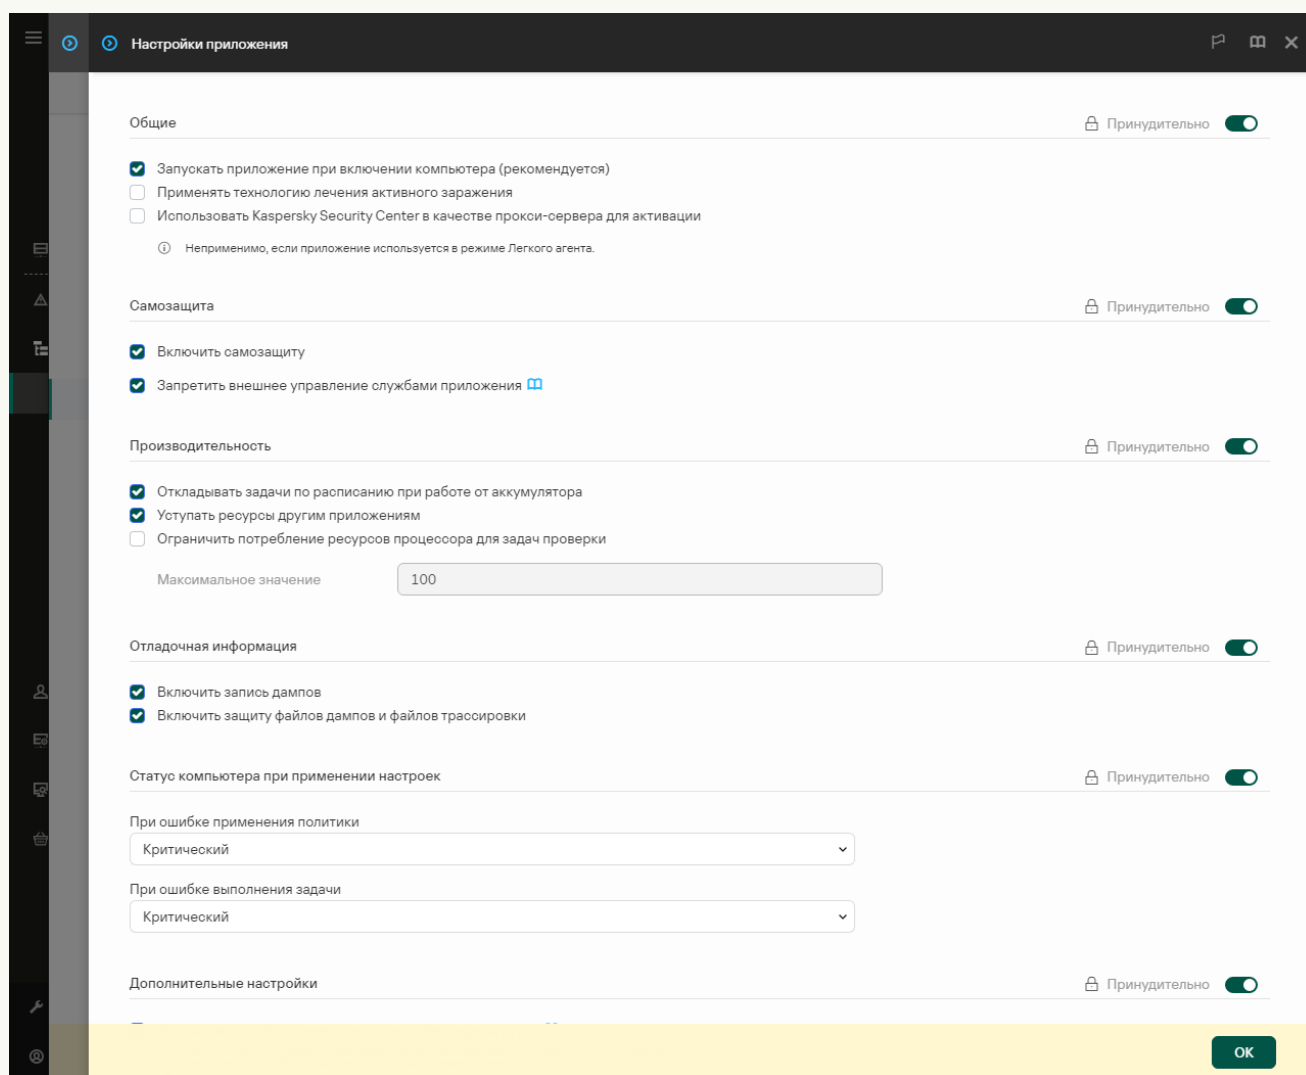 Настройки приложения
Общие
Принудительно
Запускать приложение при включении компьютера (рекомендуется)
Применять технологию лечения активного заражения
Использовать Kaspersky Security Center в качестве прокси-сервера для активации
Неприменимо, если приложение используется в режиме Легкого агента.
Самозащита
Принудительно
Включить самозащиту
Запретить внешнее управление службами приложения
Производительность
Принудительно
Откладывать задачи по расписанию при работе от аккумулятора
Уступать ресурсы другим приложениям
Ограничить потребление ресурсов процессора для задач проверки
Максимальное значение
100
Отладочная информация
Принудительно
Включить запись дампов
Включить защиту файлов дампов и файлов трассировки
Статус компьютера при применении настроек
Принудительно
При ошибке применения политики
Критический
При ошибке выполнения задачи
Критический
Дополнительные настройки
Принудительно
OK